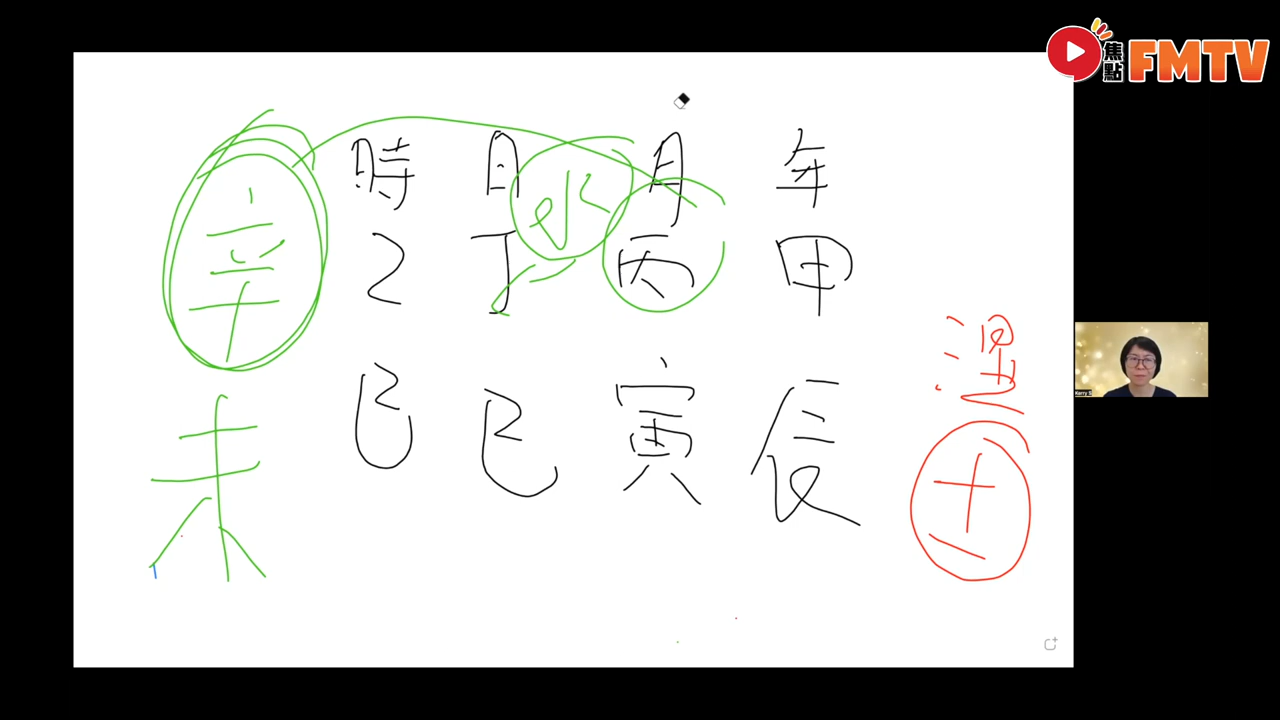 焦點 FMTV
時 日 月 年
水
辛 乙 丁 丙 甲
未 巳 巳 寅 辰
濕
土